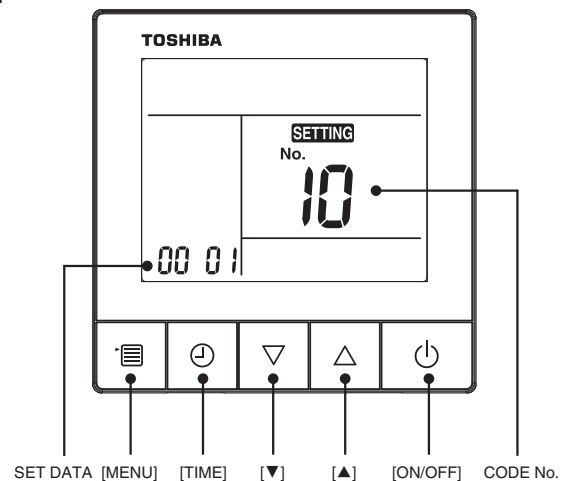 TOSHIBA
SETTING
No.
10
00 01
SET DATA [MENU] [TIME] [▼] [▲] [ON/OFF] CODE No.